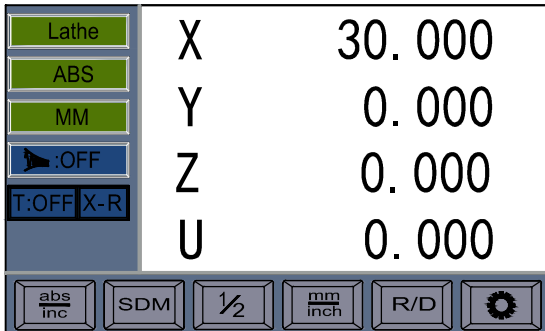 Lathe
ABS
MM
:OFF
T:OFF X-R
X 30.000
Y 0.000
Z 0.000
U 0.000
abs
inc
SDM
1/2
mm
inch
R/D